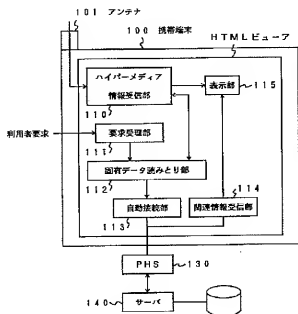 101 アンテナ
100 携帯端末
HTMLビューア
ハイパーメディア
情報受信部
110
表示部
115
利用者要求
要求受理部
111
固有データ読みとり部
112
自動接続部
113
114
関連情報受信部
PHS
130
140
サーバ